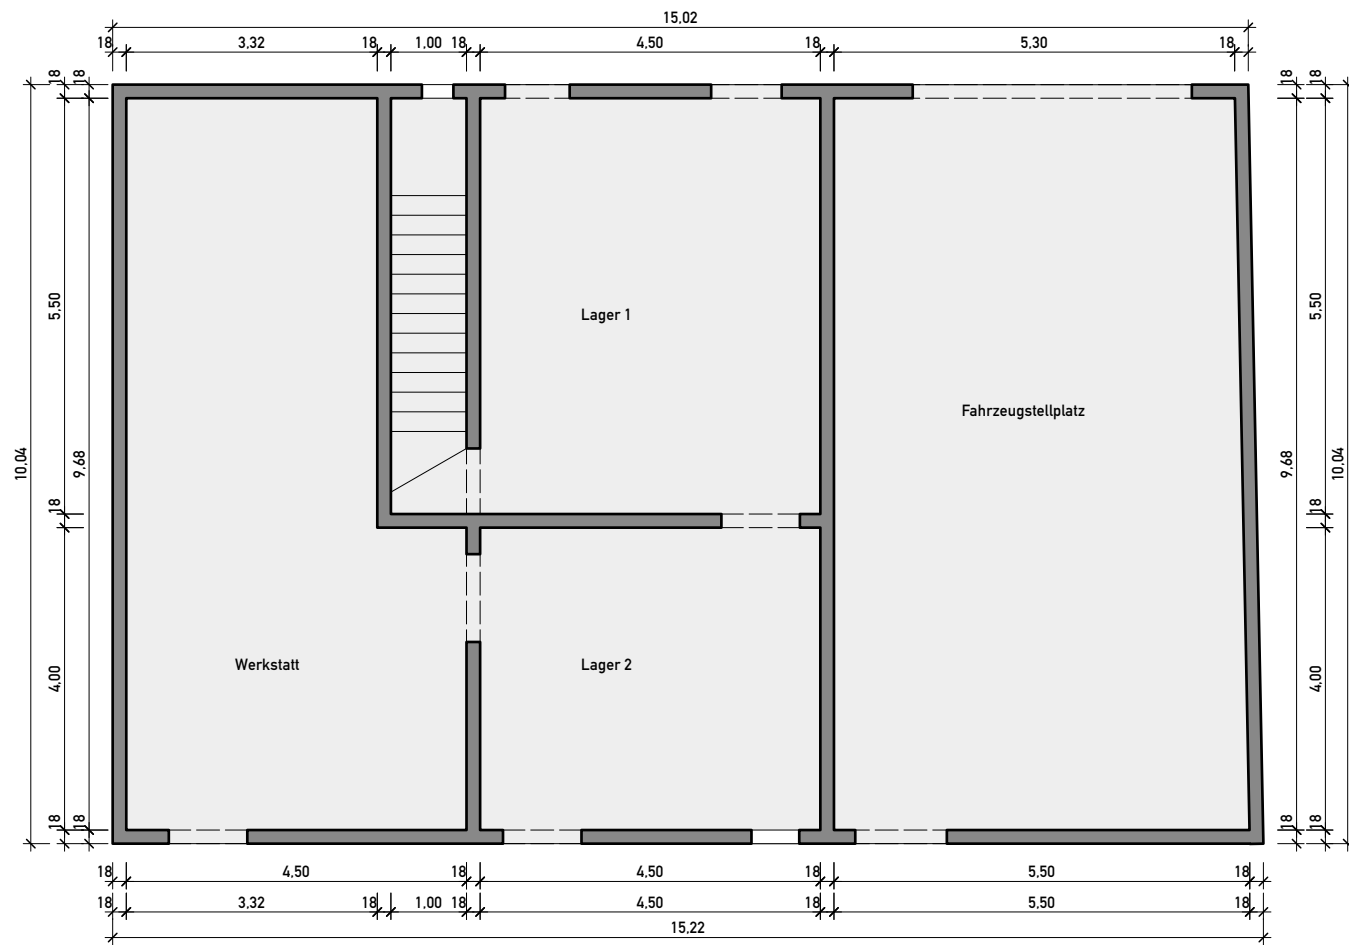 15,02
18 3,32 18 1,00 18 4,50 18 5,30 18
18 18 18 18
5,50 5,50
Lager 1
Fahrzeugstellplatz
10,04 9,68 9,68 10,04
18 18
4,00 4,00
Werkstatt Lager 2
18 18 18 18
18 4,50 18 4,50 18 5,50 18
18 3,32 18 1,00 18 4,50 18 5,50 18
15,22